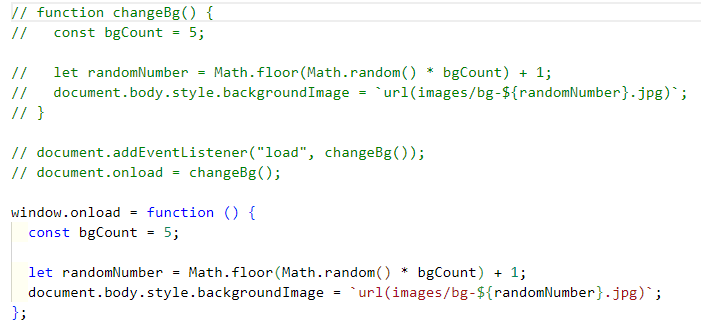 // function changeBg() {
//   const bgCount = 5;
//   let randomNumber = Math.floor(Math.random() * bgCount) + 1;
//   document.body.style.backgroundImage = `url(images/bg-${randomNumber}.jpg)`;
// }
// document.addEventListener("load", changeBg());
// document.onload = changeBg();
window.onload = function () {
  const bgCount = 5;
  let randomNumber = Math.floor(Math.random() * bgCount) + 1;
  document.body.style.backgroundImage = `url(images/bg-${randomNumber}.jpg)`;
};